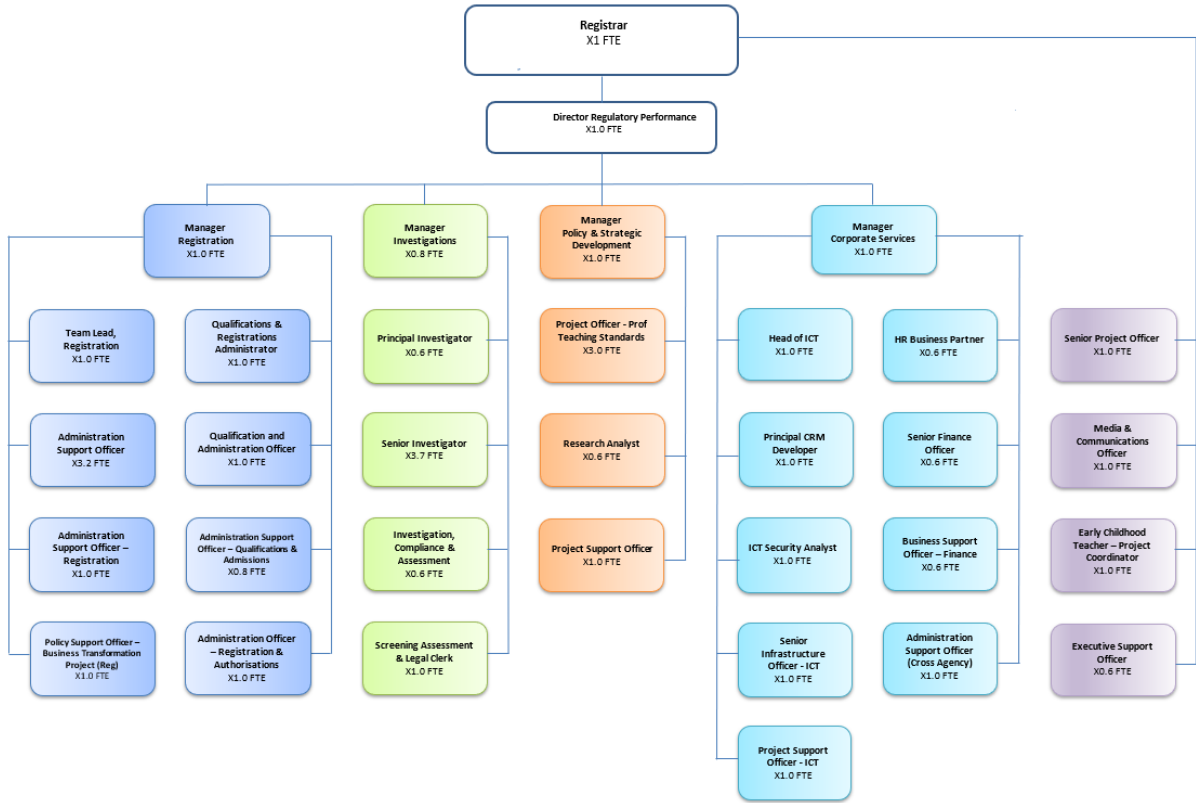 Registrar
X1 FTE
Director Regulatory Performance
X1.0 FTE
Manager
Registration
X1.0 FTE
Manager
Investigations
X0.8 FTE
Manager
Policy & Strategic
Development
X1.0 FTE
Manager
Corporate Services
X1.0 FTE
Team Lead,
Registration
X1.0 FTE
Qualifications &
Registrations
Administrator
X1.0 FTE
Principal Investigator
X0.6 FTE
Project Officer - Prof
Teaching Standards
X3.0 FTE
Head of ICT
X1.0 FTE
HR Business Partner
X0.6 FTE
Senior Project Officer
X1.0 FTE
Administration
Support Officer
X3.2 FTE
Qualification and
Administration Officer
X1.0 FTE
Senior Investigator
X3.7 FTE
Research Analyst
X0.6 FTE
Principal CRM
Developer
X1.0 FTE
Senior Finance
Officer
X0.6 FTE
Media &
Communications
Officer
X1.0 FTE
Administration
Support Officer –
Registration
X1.0 FTE
Administration Support
Officer – Qualifications &
Admissions
X0.8 FTE
Investigation,
Compliance &
Assessment
X0.6 FTE
Project Support Officer
X1.0 FTE
ICT Security Analyst
X1.0 FTE
Business Support
Officer – Finance
X0.6 FTE
Early Childhood
Teacher – Project
Coordinator
X1.0 FTE
Policy Support Officer –
Business Transformation
Project (Reg)
X1.0 FTE
Administration Officer
– Registration &
Authorisations
X1.0 FTE
Screening Assessment
& Legal Clerk
X1.0 FTE
Senior
Infrastructure
Officer - ICT
X1.0 FTE
Administration
Support Officer
(Cross Agency)
X1.0 FTE
Executive Support
Officer
X0.6 FTE
Project Support
Officer - ICT
X1.0 FTE